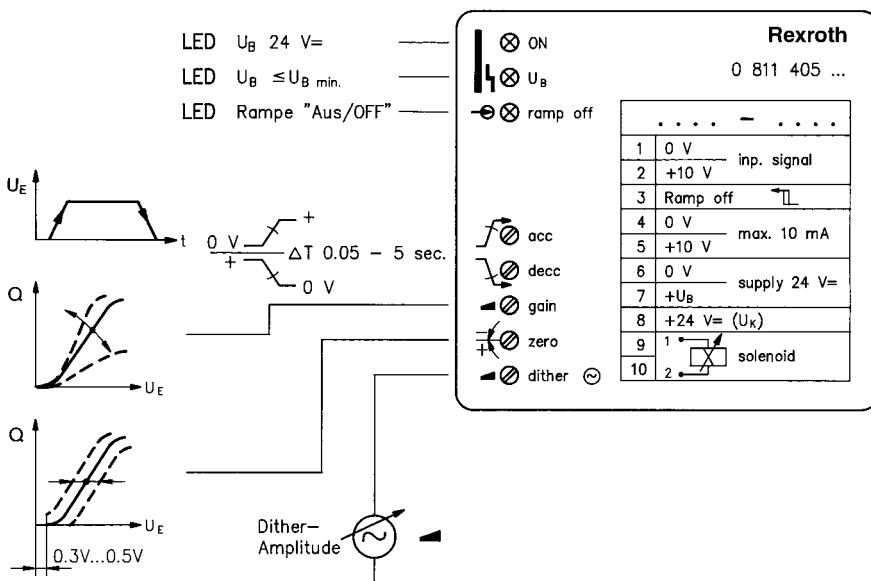 LED U_B 24 V=
LED U_B ≤ U_B min.
LED Rampe "Aus/OFF"
ON
U_B
ramp off
Rexroth
0 811 405 ...
. . . . – . . . .
1 0 V
2 +10 V
inp. signal
3 Ramp off
4 0 V
5 +10 V
max. 10 mA
6 0 V
7 +U_B
supply 24 V=
8 +24 V= (U_K)
9 1
10 2
solenoid
U_E
t
0 V
+
+
0 V
ΔT 0.05 – 5 sec.
acc
decc
gain
zero
dither
Q
U_E
Q
U_E
0.3V...0.5V
Dither–
Amplitude